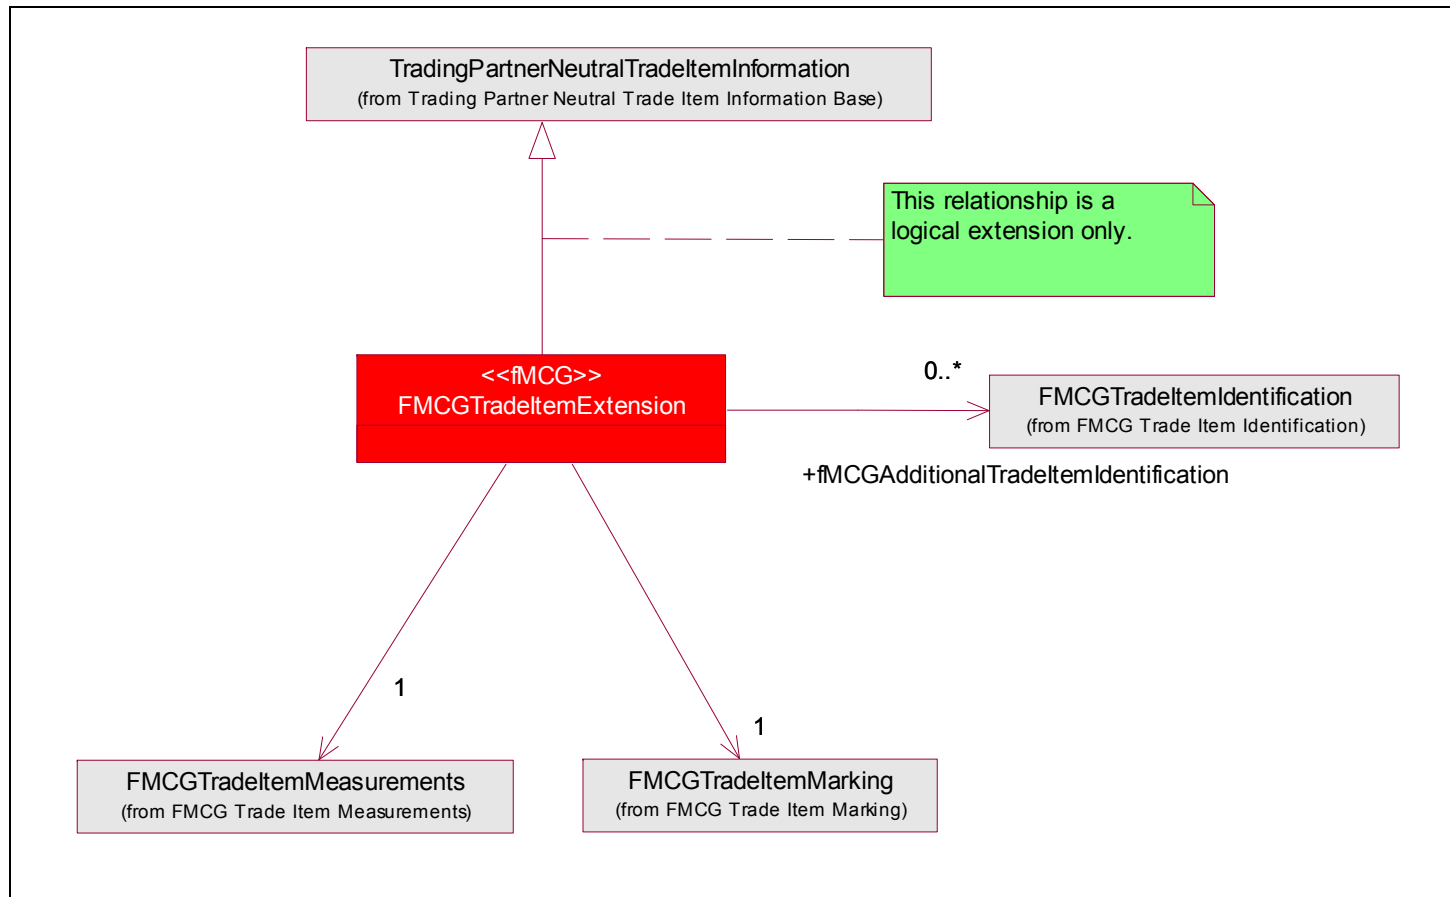 TradingPartnerNeutralTradeItemInformation
(from Trading Partner Neutral Trade Item Information Base)
This relationship is a
logical extension only.
<<fMCG>>
FMCGTradeItemExtension
0..*
FMCGTradeItemIdentification
(from FMCG Trade Item Identification)
+fMCGAdditionalTradeItemIdentification
1
1
FMCGTradeItemMeasurements
(from FMCG Trade Item Measurements)
FMCGTradeItemMarking
(from FMCG Trade Item Marking)